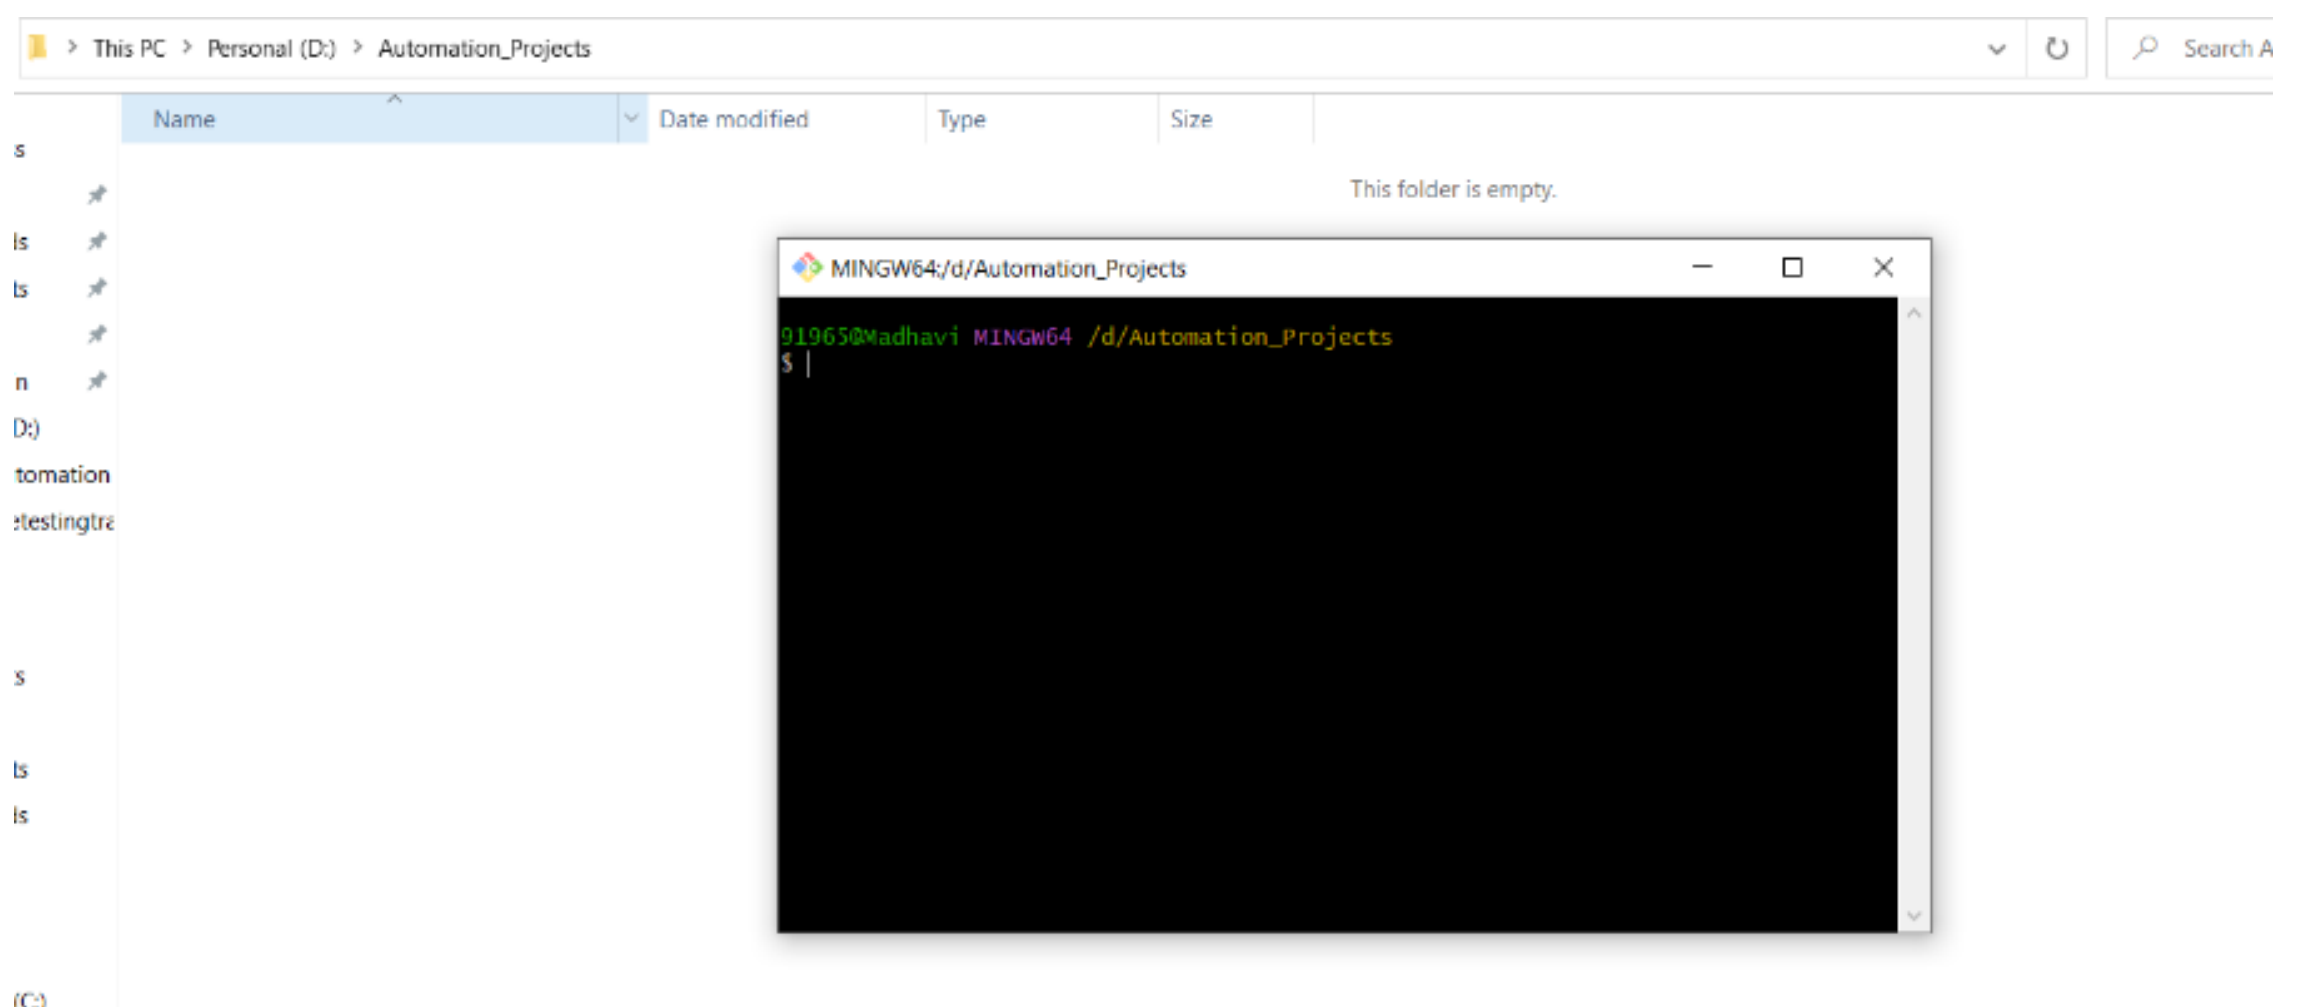 This PC > Personal (D:) > Automation_Projects
Search A
Name Date modified Type Size
This folder is empty.
s
ls
ts
n
D:)
tomation
etestingtra
s
ts
ls
(C:)
MINGW64:/d/Automation_Projects
91965@Madhavi MINGW64 /d/Automation_Projects
$